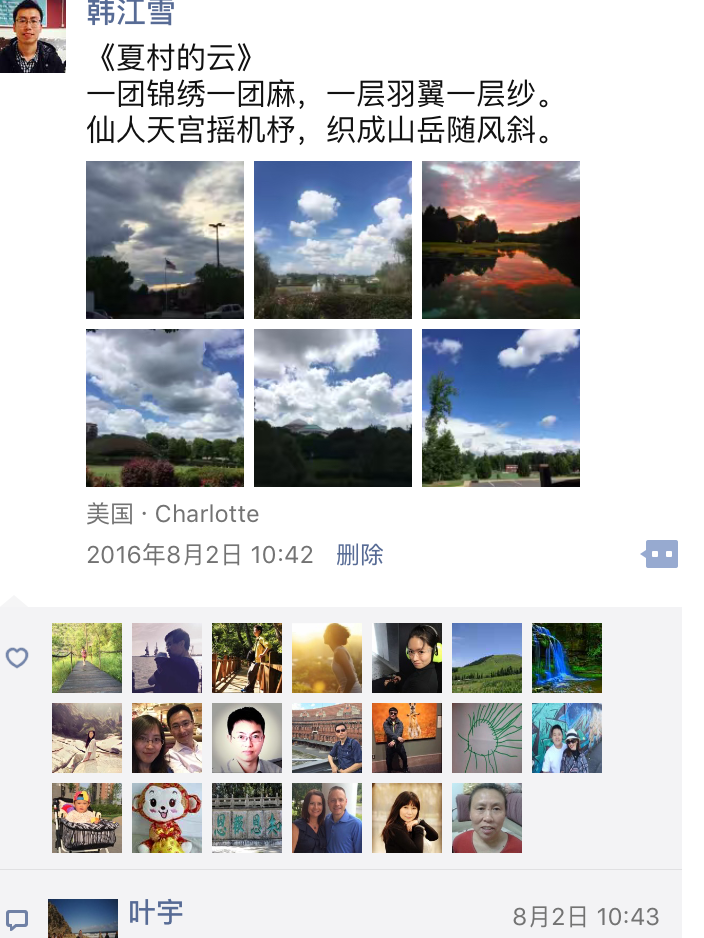 韩江雪
《夏村的云》
一团锦绣一团麻，一层羽翼一层纱。
仙人天宫摇机杼，织成山岳随风斜。
美国 · Charlotte
2016年8月2日 10:42 删除
叶宇 8月2日 10:43